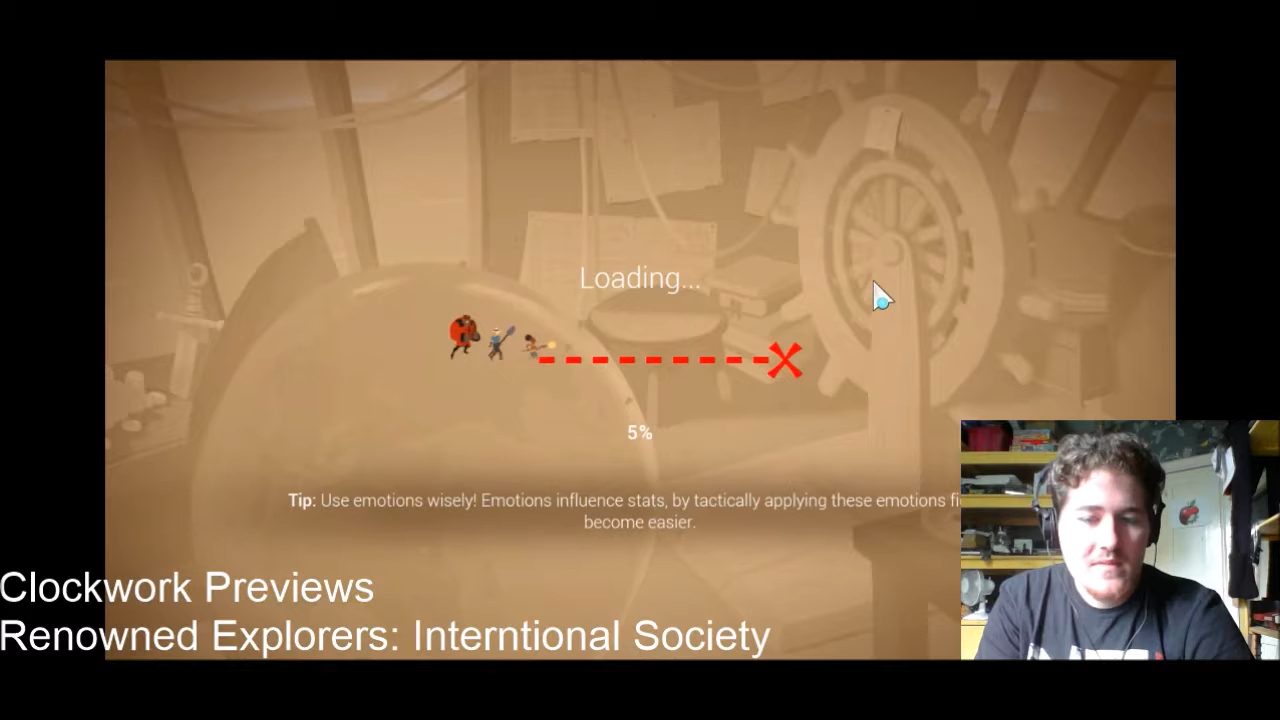 Loading...
5%
Tip: Use emotions wisely! Emotions influence stats, by tactically applying these emotions
become easier.
Clockwork Previews
Renowned Explorers: Interntional Society